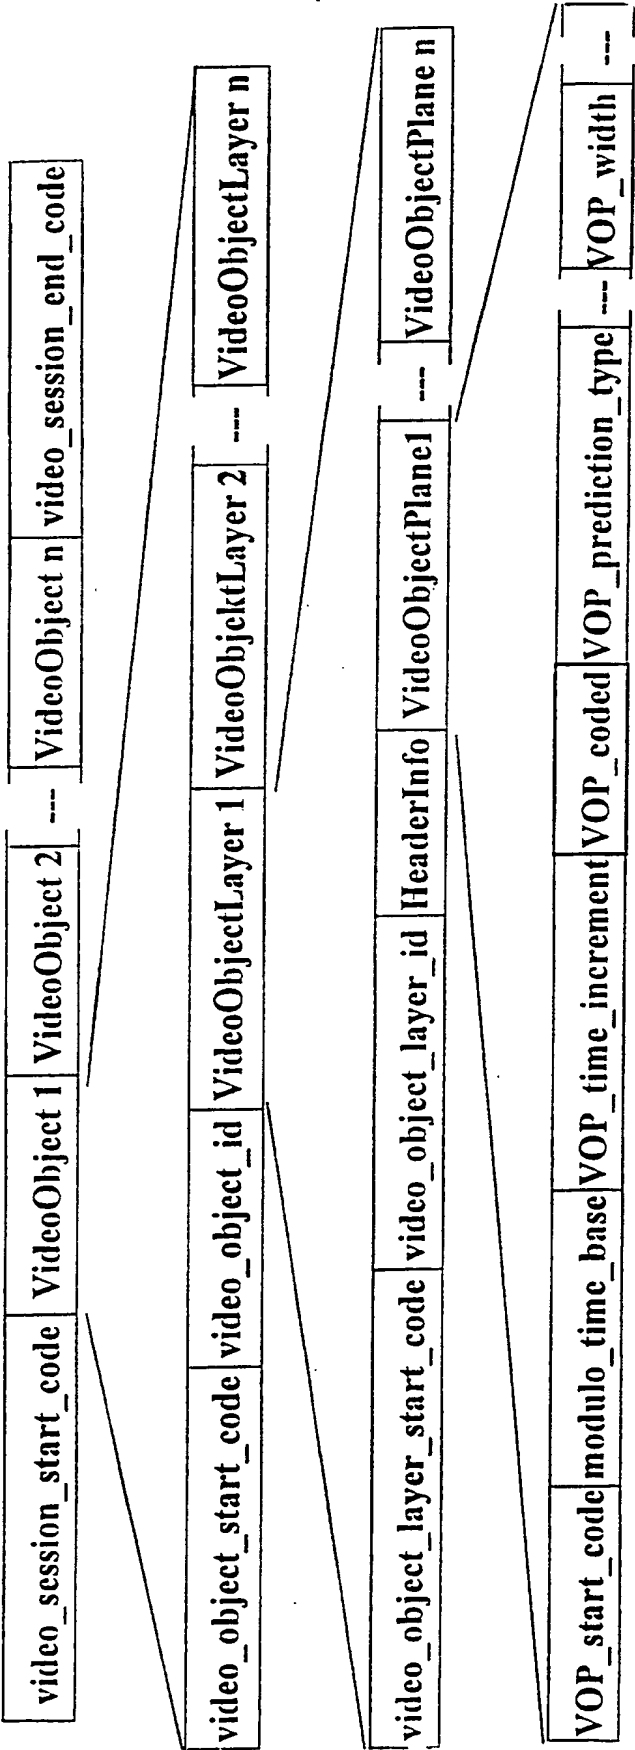 video_session_start_code VideoObject 1 VideoObject 2 --- VideoObject n video_session_end_code
video_object_start_code video_object_id VideoObjectLayer 1 VideoObjcktLayer 2 --- VideoObjectLayer n
video_object_layer_start_code video_object_layer_id HeaderInfo VideoObjectPlane1 --- VideoObjectPlane n
VOP_start_code modulo_time_base VOP_time_increment VOP_coded VOP_prediction_type --- VOP_width ---